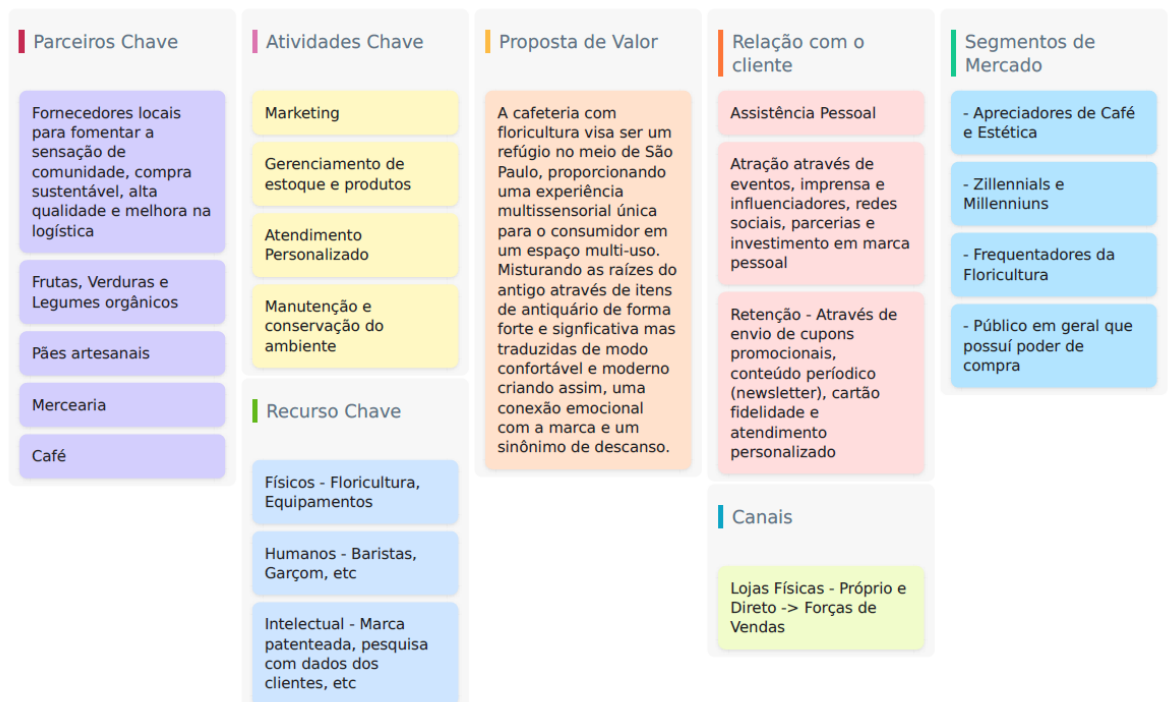 Parceiros Chave
Fornecedores locais
para fomentar a
sensação de
comunidade, compra
sustentável, alta
qualidade e melhora na
logística
Frutas, Verduras e
Legumes orgânicos
Pães artesanais
Mercearia
Café
Atividades Chave
Marketing
Gerenciamento de
estoque e produtos
Atendimento
Personalizado
Manutenção e
conservação do
ambiente
Recurso Chave
Físicos - Floricultura,
Equipamentos
Humanos - Baristas,
Garçom, etc
Intelectual - Marca
patenteada, pesquisa
com dados dos
clientes, etc
Proposta de Valor
A cafeteria com
floricultura visa ser um
refúgio no meio de São
Paulo, proporcionando
uma experiência
multissensorial única
para o consumidor em
um espaço multi-uso.
Misturando as raízes do
antigo através de itens
de antiquário de forma
forte e signficativa mas
traduzidas de modo
confortável e moderno
criando assim, uma
conexão emocional
com a marca e um
sinônimo de descanso.
Relação com o
cliente
Assistência Pessoal
Atração através de
eventos, imprensa e
influenciadores, redes
sociais, parcerias e
investimento em marca
pessoal
Retenção - Através de
envio de cupons
promocionais,
conteúdo períodico
(newsletter), cartão
fidelidade e
atendimento
personalizado
Canais
Lojas Físicas - Próprio e
Direto -> Forças de
Vendas
Segmentos de
Mercado
- Apreciadores de Café
e Estética
- Zillennials e
Millenniuns
- Frequentadores da
Floricultura
- Público em geral que
possuí poder de
compra